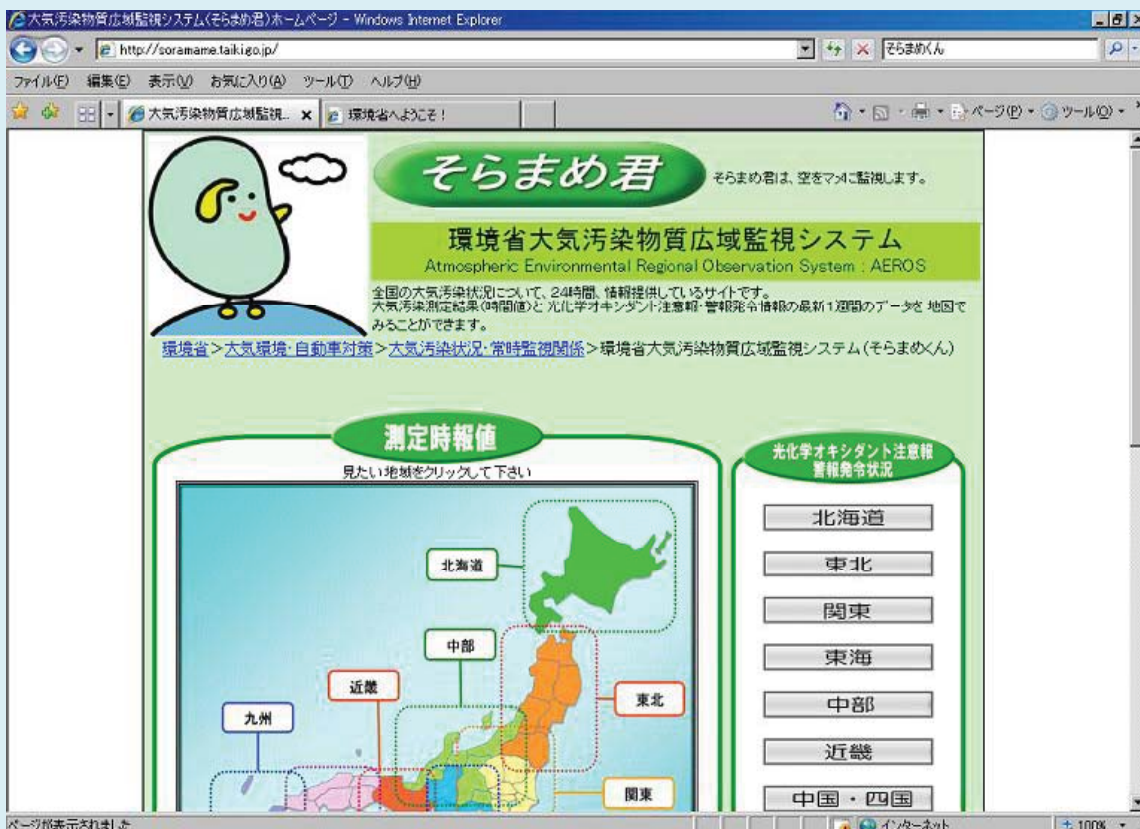 大気汚染物質広域監視システム(そらまめ君)ホームページ - Windows Internet Explorer
http://soramame.taiki.go.jp/
そらまめくん
ファイル(F) 編集(E) 表示(V) お気に入り(A) ツール(T) ヘルプ(H)
大気汚染物質広域監視...
環境省へようこそ!
ページ(P)
ツール(O)
そらまめ君
そらまめ君は、空をマメに監視します。
環境省大気汚染物質広域監視システム
Atmospheric Environmental Regional Observation System : AEROS
全国の大気汚染状況について、24時間、情報提供しているサイトです。
大気汚染測定結果(時間値)と光化学オキシダント注意報・警報発令情報の最新1週間のデータを地図で
みることができます。
環境省>大気環境・自動車対策>大気汚染状況・常時監視関係>環境省大気汚染物質広域監視システム(そらまめくん)
測定時報値
見たい地域をクリックして下さい
北海道
中部
近畿
東北
九州
関東
光化学オキシダント注意報
警報発令状況
北海道
東北
関東
東海
中部
近畿
中国・四国
ページが表示されました
インターネット
100%